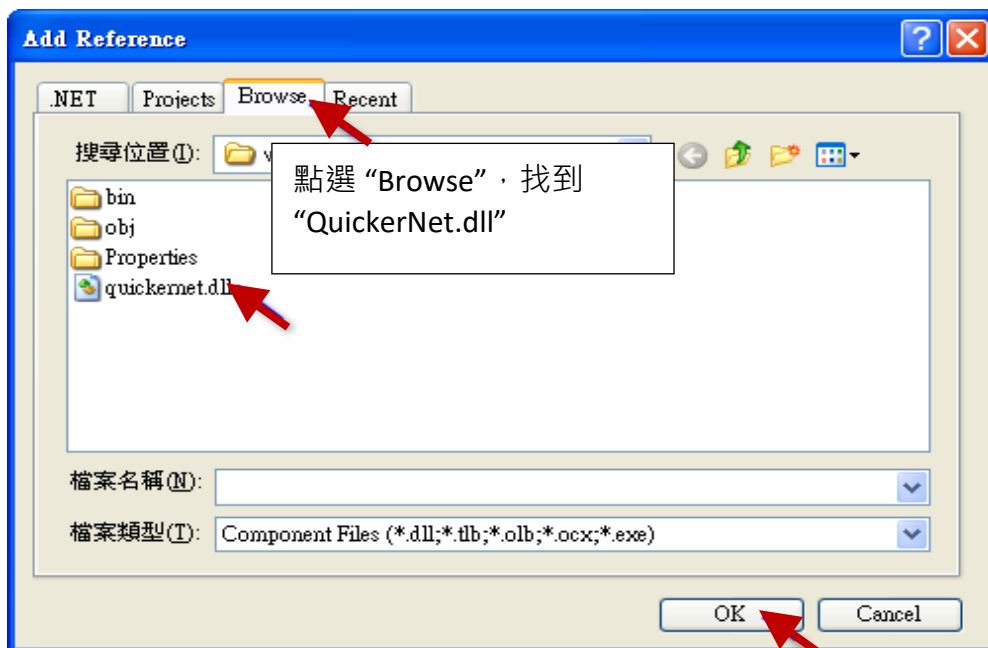 Add Reference
.NET Projects Browse Recent
搜尋位置(I):
點選 “Browse”，找到
“QuickerNet.dll”
bin
obj
Properties
quickernet.dll
檔案名稱(N):
檔案類型(T): Component Files (*.dll;*.tlb;*.olb;*.ocx;*.exe)
OK Cancel